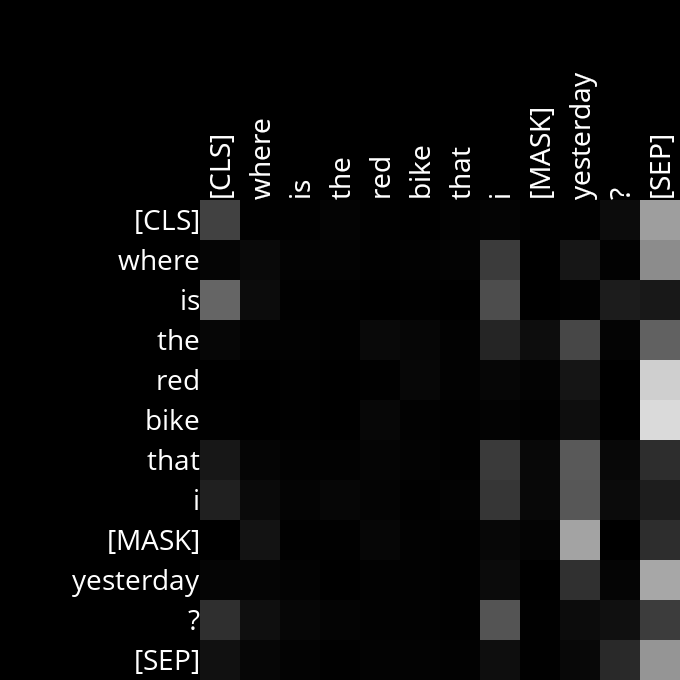 [CLS] where is the red bike that i [MASK] yesterday ? [SEP]
[CLS]
where
is
the
red
bike
that
i
[MASK]
yesterday
?
[SEP]